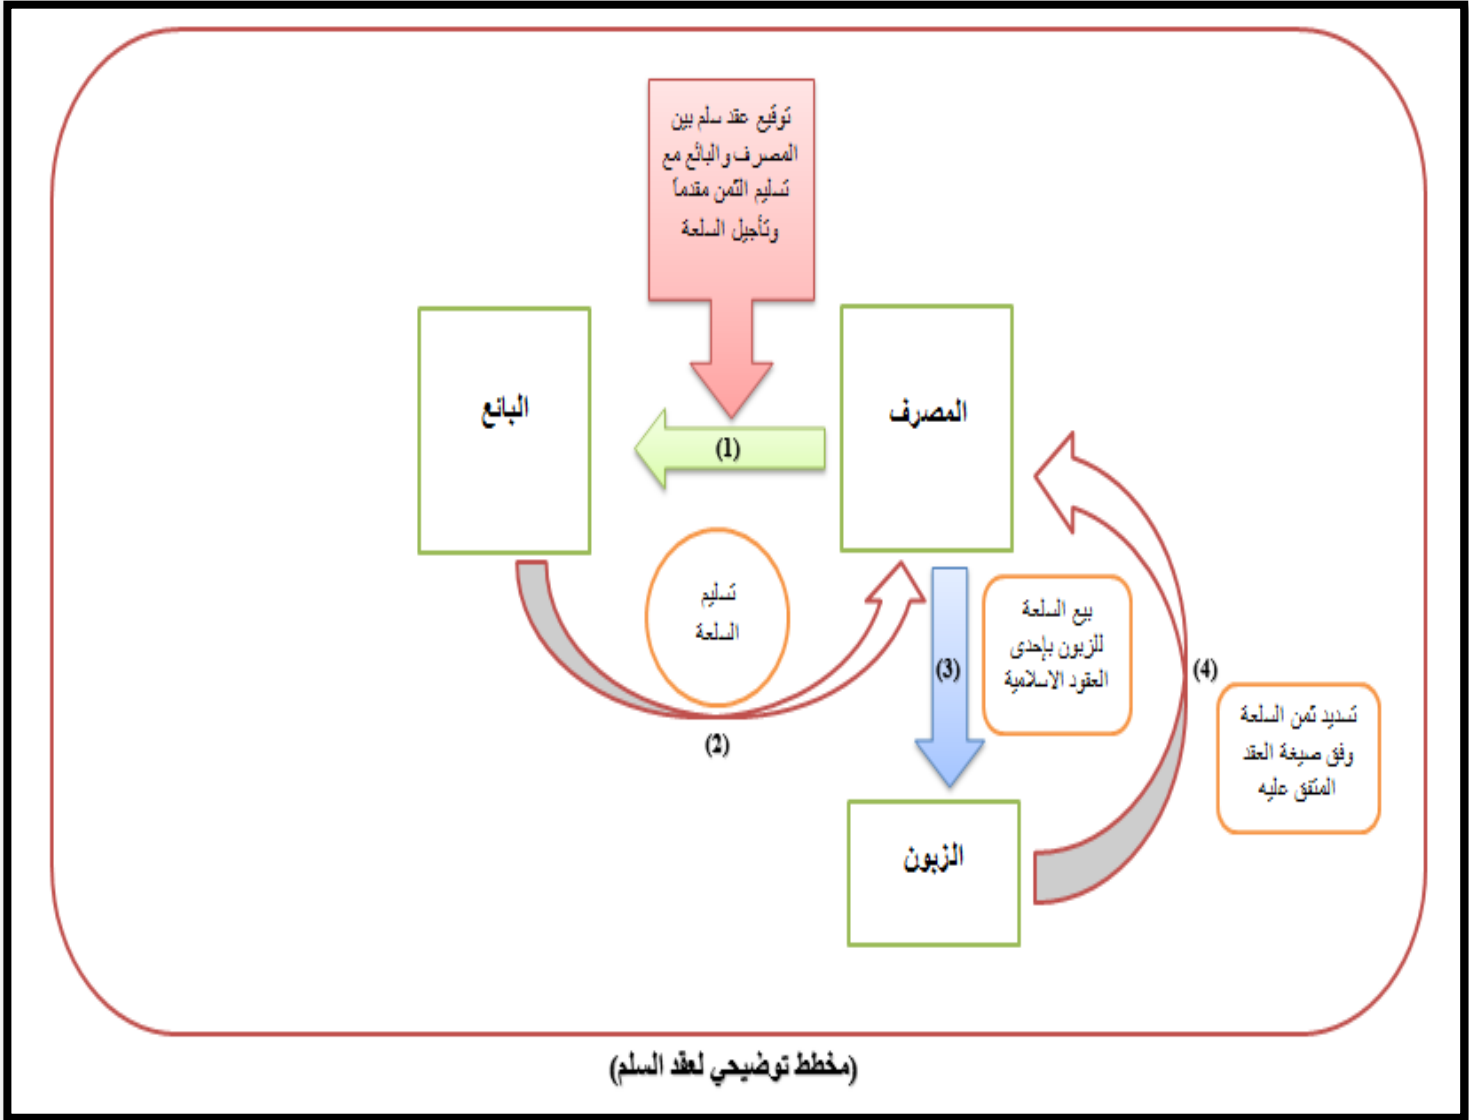 توقيع عقد سلم بين
المصرف والبائع مع
تسليم الثمن مقدماً
وتأجيل السلعة
المصرف
البائع
(1)
تسليم
السلعة
(2)
بيع السلعة
للزبون بإحدى
العقود الاسلامية
(3)
(4)
تسديد ثمن السلعة
وفق صيغة العقد
المتفق عليه
الزبون
(مخطط توضيحي لعقد السلم)